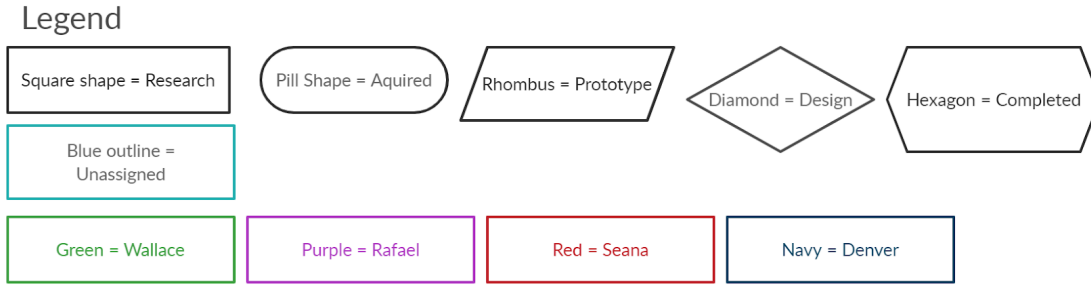 Legend
Square shape = Research
Pill Shape = Aquired
Rhombus = Prototype
Diamond = Design
Hexagon = Completed
Blue outline =
Unassigned
Green = Wallace
Purple = Rafael
Red = Seana
Navy = Denver